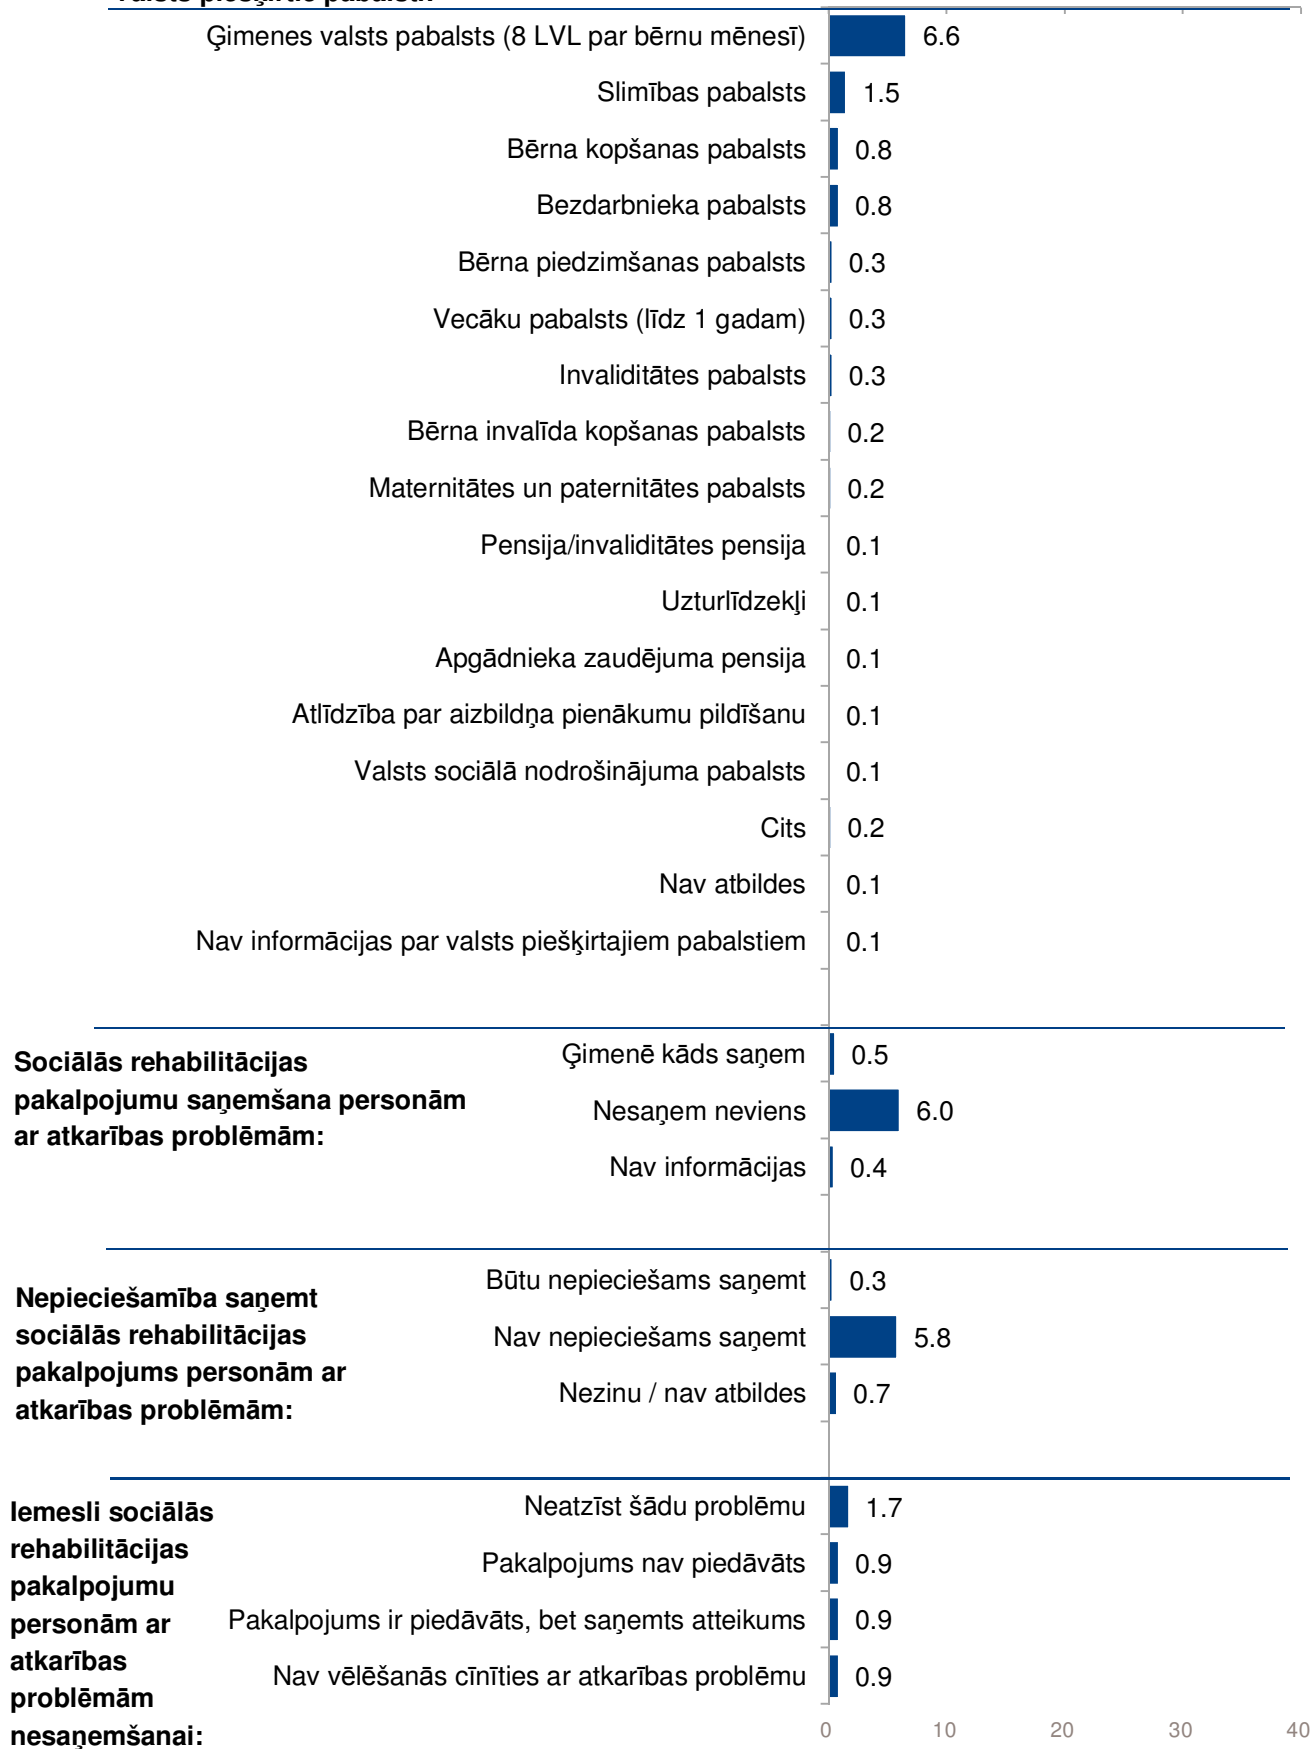 Valsts piešķirtie pabalsti:
Ģimenes valsts pabalsts (8 LVL par bērnu mēnesī) 6.6
Slimības pabalsts 1.5
Bērna kopšanas pabalsts 0.8
Bezdarbnieka pabalsts 0.8
Bērna piedzimšanas pabalsts 0.3
Vecāku pabalsts (līdz 1 gadam) 0.3
Invaliditātes pabalsts 0.3
Bērna invalīda kopšanas pabalsts 0.2
Maternitātes un paternitātes pabalsts 0.2
Pensija/invaliditātes pensija 0.1
Uzturlīdzekļi 0.1
Apgādnieka zaudējuma pensija 0.1
Atlīdzība par aizbildņa pienākumu pildīšanu 0.1
Valsts sociālā nodrošinājuma pabalsts 0.1
Cits 0.2
Nav atbildes 0.1
Nav informācijas par valsts piešķirtajiem pabalstiem 0.1
Sociālās rehabilitācijas
pakalpojumu saņemšana personām
ar atkarības problēmām:
Ģimenē kāds saņem 0.5
Nesaņem neviens 6.0
Nav informācijas 0.4
Nepieciešamība saņemt
sociālās rehabilitācijas
pakalpojums personām ar
atkarības problēmām:
Būtu nepieciešams saņemt 0.3
Nav nepieciešams saņemt 5.8
Nezinu / nav atbildes 0.7
Iemesli sociālās
rehabilitācijas
pakalpojumu
personām ar
atkarības
problēmām
nesaņemšanai:
Neatzīst šādu problēmu 1.7
Pakalpojums nav piedāvāts 0.9
Pakalpojums ir piedāvāts, bet saņemts atteikums 0.9
Nav vēlēšanās cīnīties ar atkarības problēmu 0.9
0 10 20 30 40